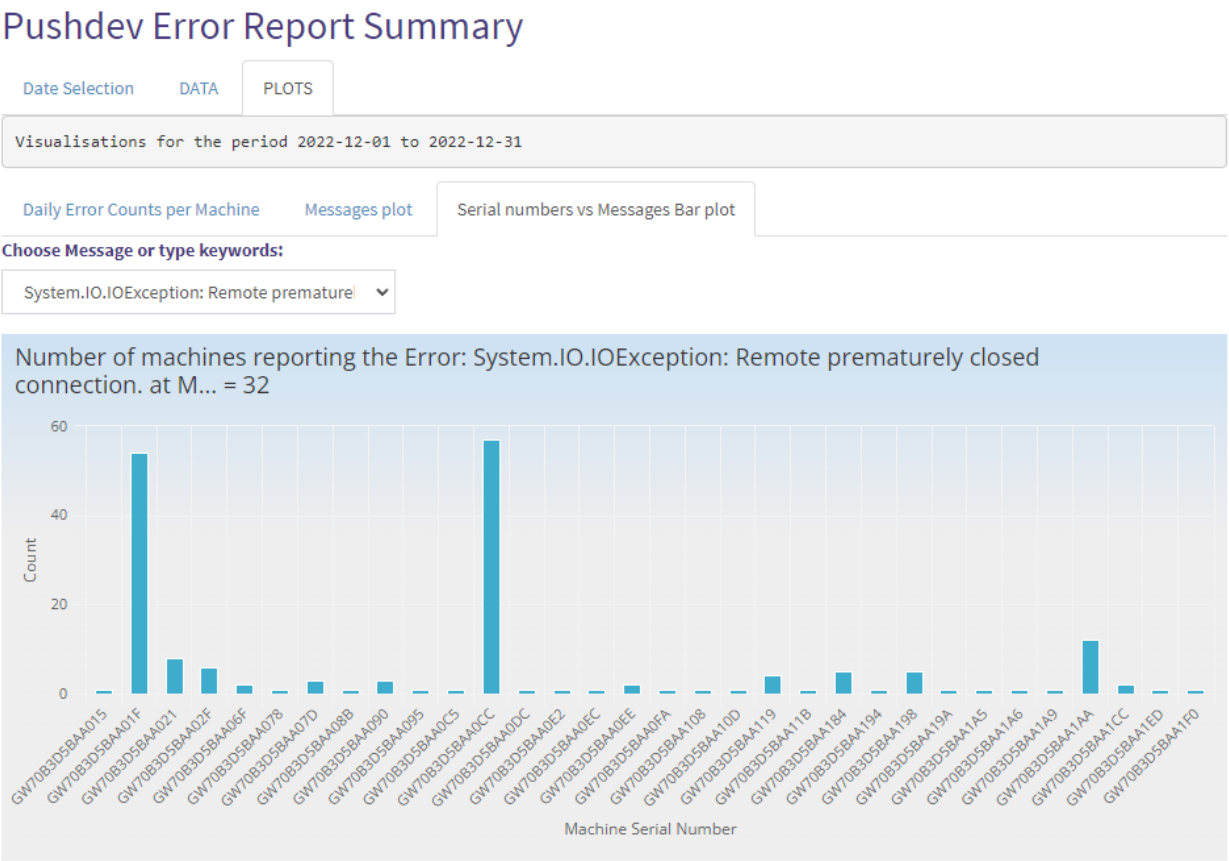 Pushdev Error Report Summary
Date Selection DATA PLOTS
Visualisations for the period 2022-12-01 to 2022-12-31
Daily Error Counts per Machine Messages plot Serial numbers vs Messages Bar plot
Choose Message or type keywords:
System.IO.IOException: Remote prematurel
Number of machines reporting the Error: System.IO.IOException: Remote prematurely closed
connection. at M... = 32
60
40
20
0
Count
GW70B3D5BAA015
GW70B3D5BAA01F
GW70B3D5BAA021
GW70B3D5BAA02F
GW70B3D5BAA06F
GW70B3D5BAA078
GW70B3D5BAA07D
GW70B3D5BAA08B
GW70B3D5BAA090
GW70B3D5BAA095
GW70B3D5BAA0C5
GW70B3D5BAA0CC
GW70B3D5BAA0DC
GW70B3D5BAA0E2
GW70B3D5BAA0EC
GW70B3D5BAA0EE
GW70B3D5BAA0FA
GW70B3D5BAA108
GW70B3D5BAA10D
GW70B3D5BAA119
GW70B3D5BAA11B
GW70B3D5BAA184
GW70B3D5BAA194
GW70B3D5BAA198
GW70B3D5BAA19A
GW70B3D5BAA1A5
GW70B3D5BAA1A6
GW70B3D5BAA1A9
GW70B3D5BAA1AA
GW70B3D5BAA1CC
GW70B3D5BAA1ED
GW70B3D5BAA1F0
Machine Serial Number